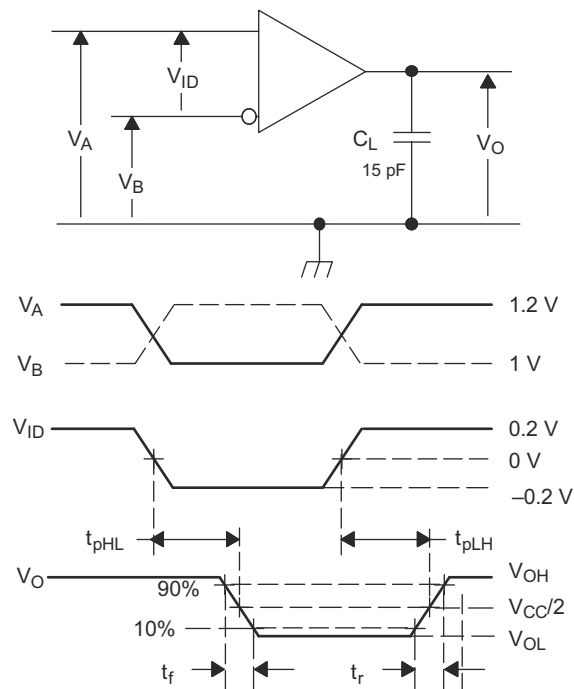 V_ID
V_A
V_B
C_L
15 pF
V_O
V_A
1.2 V
V_B
1 V
V_ID
0.2 V
0 V
–0.2 V
t_pHL
t_pLH
V_O
V_OH
90%
V_CC/2
10%
V_OL
t_f
t_r